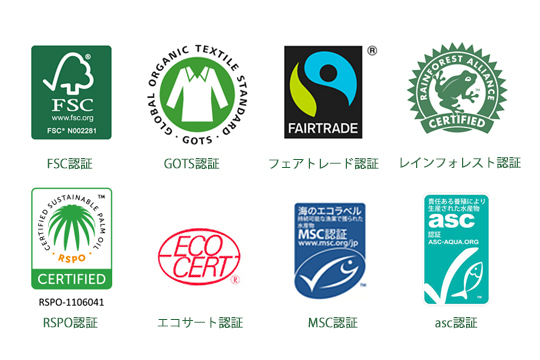 FSC
www.fsc.org
FSC® N002281
FSC認証
GLOBAL ORGANIC TEXTILE STANDARD
· GOTS ·
GOTS認証
®
FAIRTRADE
フェアトレード認証
RAINFOREST ALLIANCE
CERTIFIED
レインフォレスト認証
CERTIFIED SUSTAINABLE PALM OIL
TM
· RSPO ·
CERTIFIED
RSPO-1106041
RSPO認証
ECO
CERT
®
エコサート認証
海のエコラベル
持続可能な漁業で獲られた
水産物
MSC認証
www.msc.org/jp
MSC認証
責任ある養殖により
生産された水産物
asc
認証
ASC-AQUA.ORG
asc認証